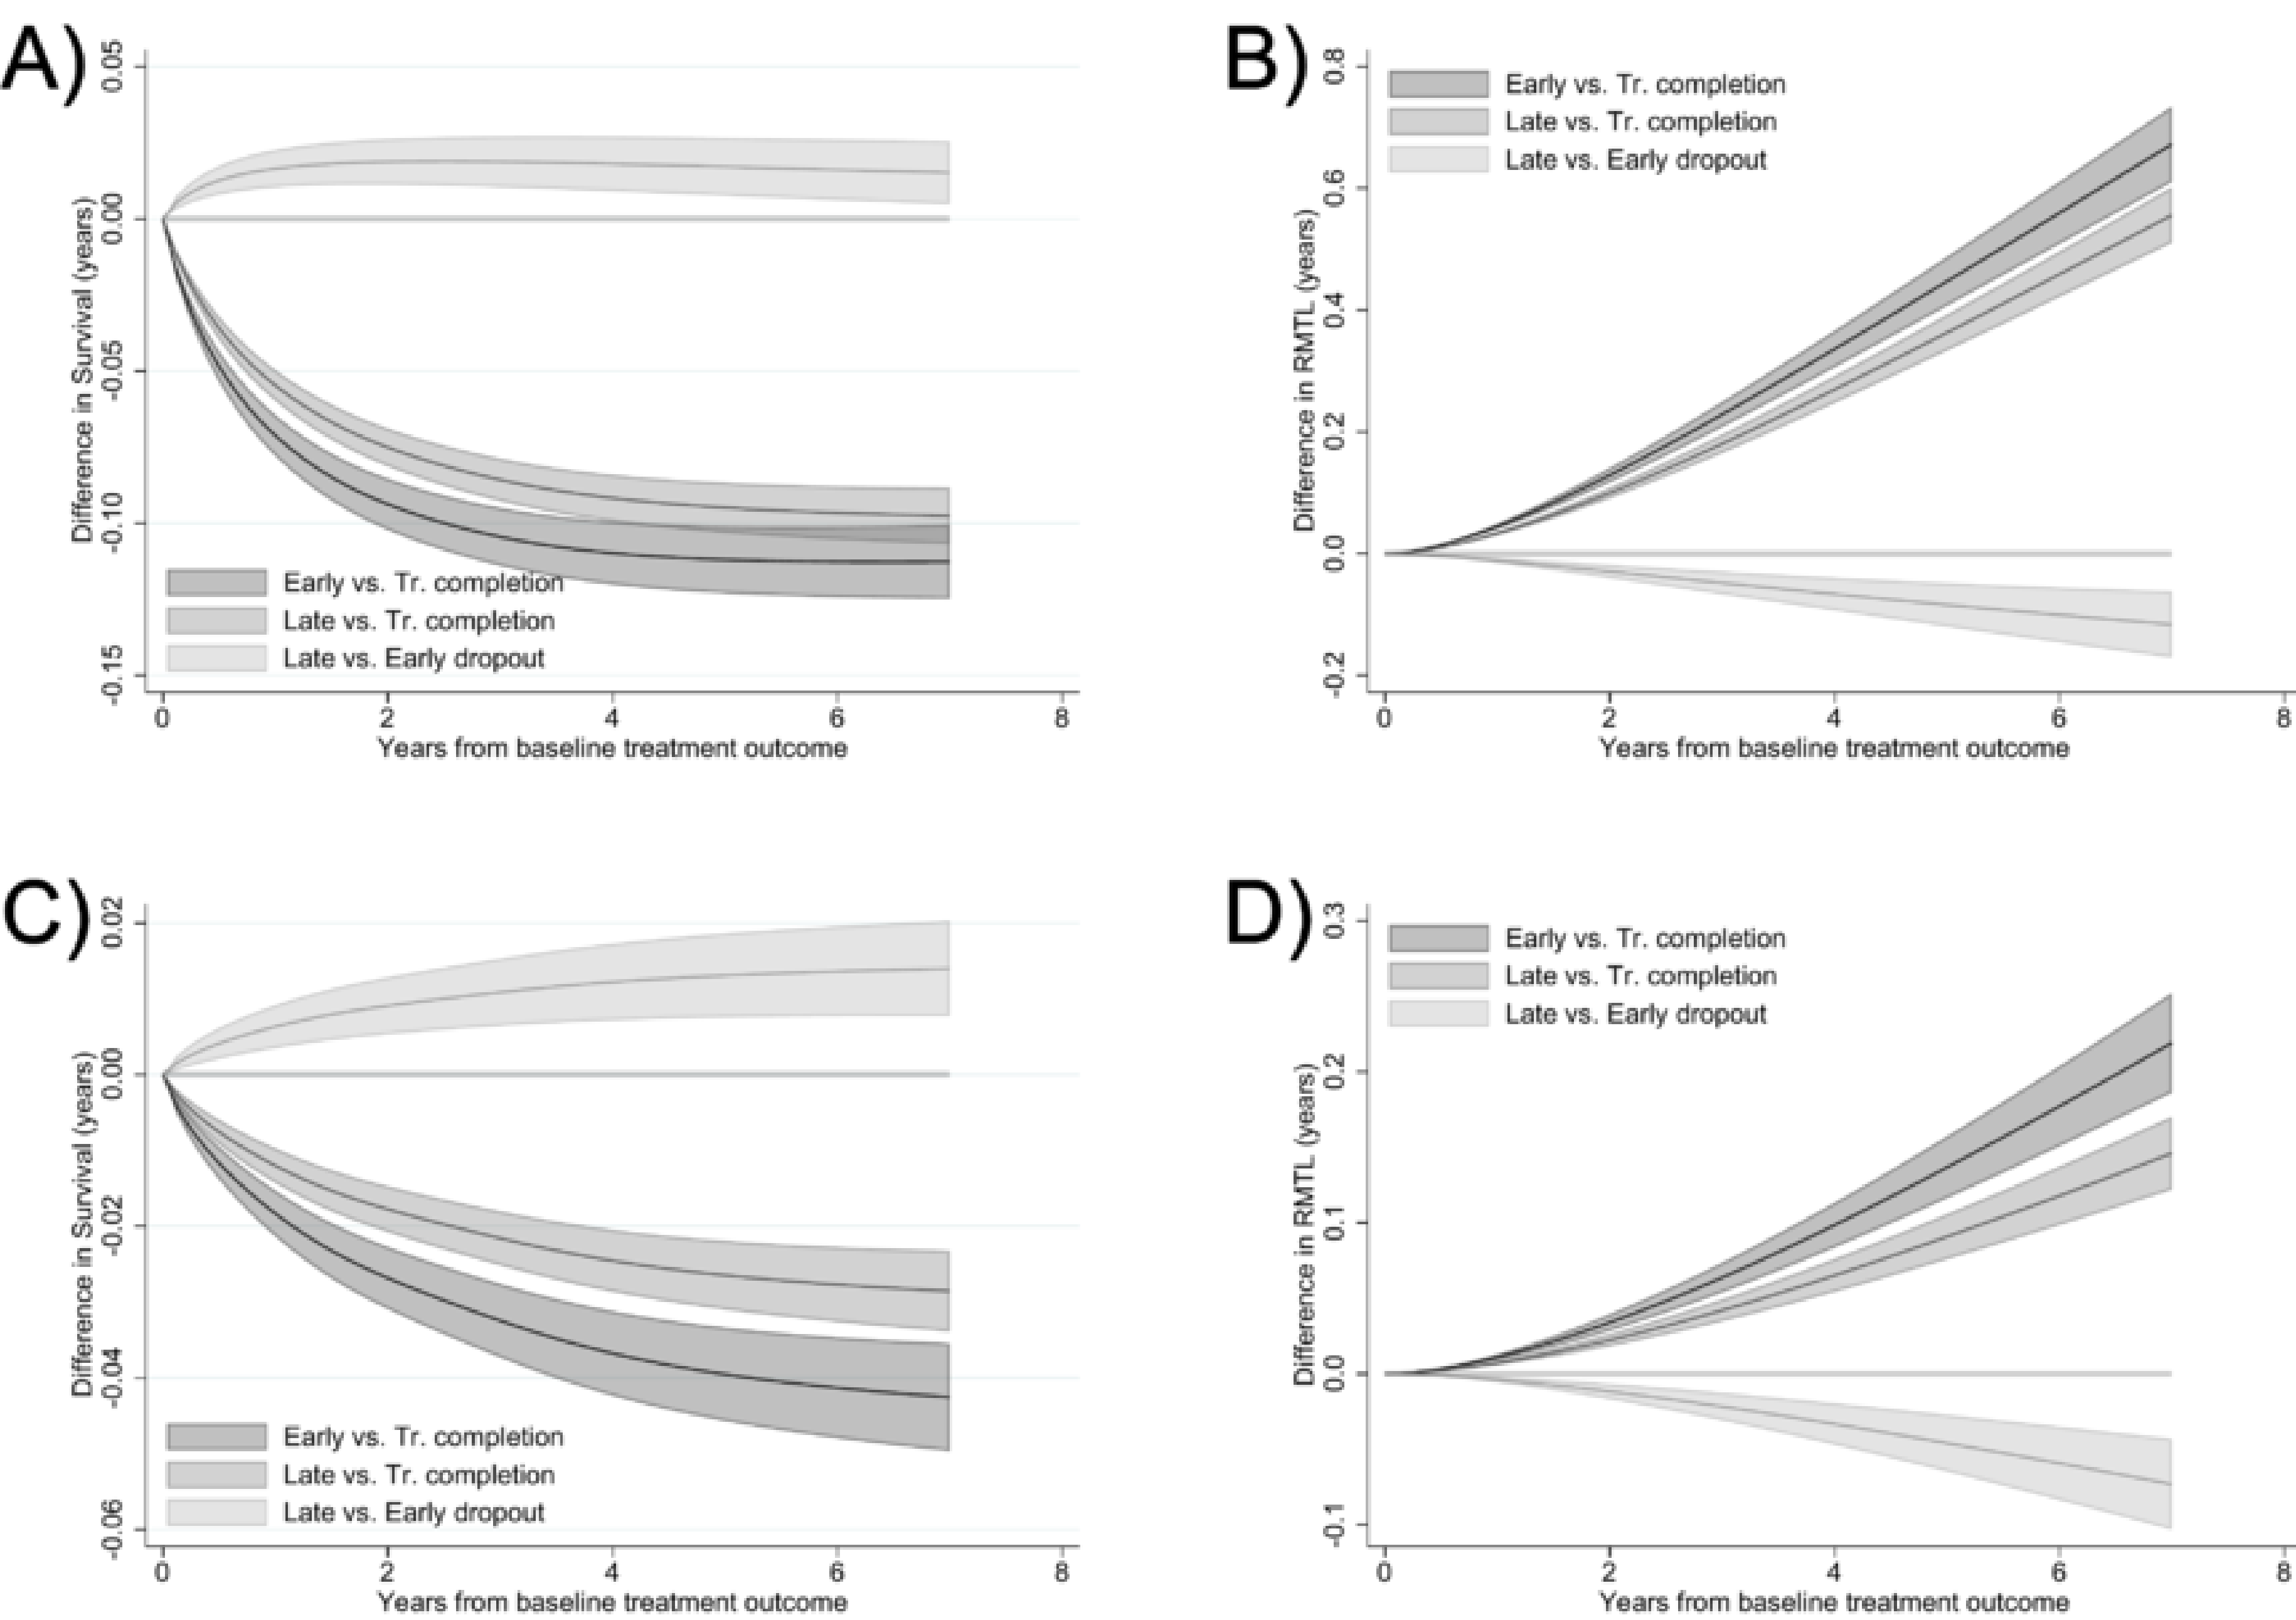 A)
Difference in Survival (years)
0.05
0.00
-0.05
-0.10
-0.15
Early vs. Tr. completion
Late vs. Tr. completion
Late vs. Early dropout
0 2 4 6 8
Years from baseline treatment outcome
B)
Difference in RMTL (years)
0.8
0.6
0.4
0.2
0.0
-0.2
Early vs. Tr. completion
Late vs. Tr. completion
Late vs. Early dropout
0 2 4 6 8
Years from baseline treatment outcome
C)
Difference in Survival (years)
0.02
0.00
-0.02
-0.04
-0.06
Early vs. Tr. completion
Late vs. Tr. completion
Late vs. Early dropout
0 2 4 6 8
Years from baseline treatment outcome
D)
Difference in RMTL (years)
0.3
0.2
0.1
0.0
-0.1
Early vs. Tr. completion
Late vs. Tr. completion
Late vs. Early dropout
0 2 4 6 8
Years from baseline treatment outcome